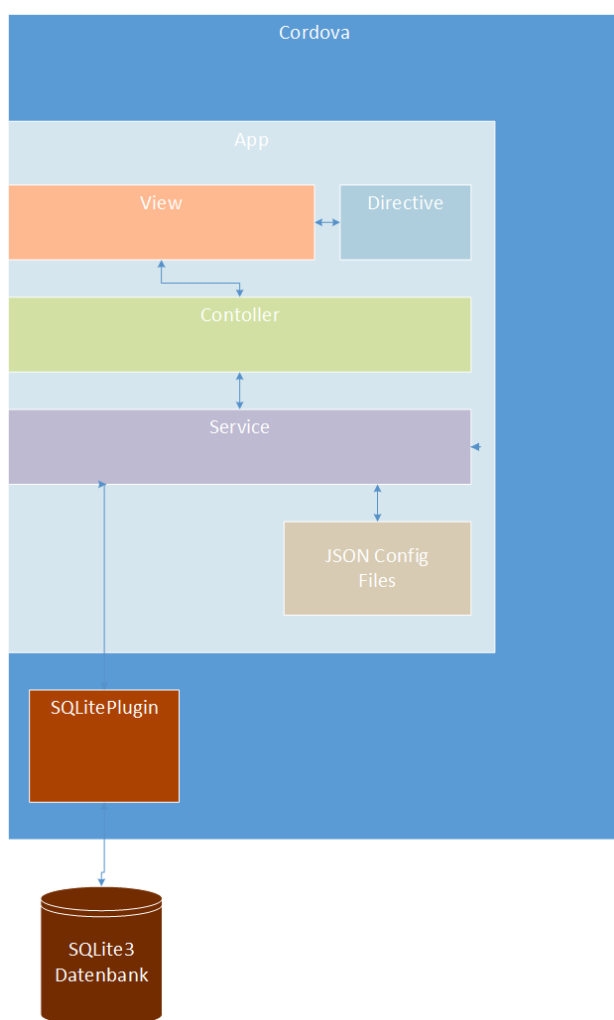 Cordova
App
View
Directive
Contoller
Service
JSON Config
Files
SQLitePlugin
SQLite3
Datenbank